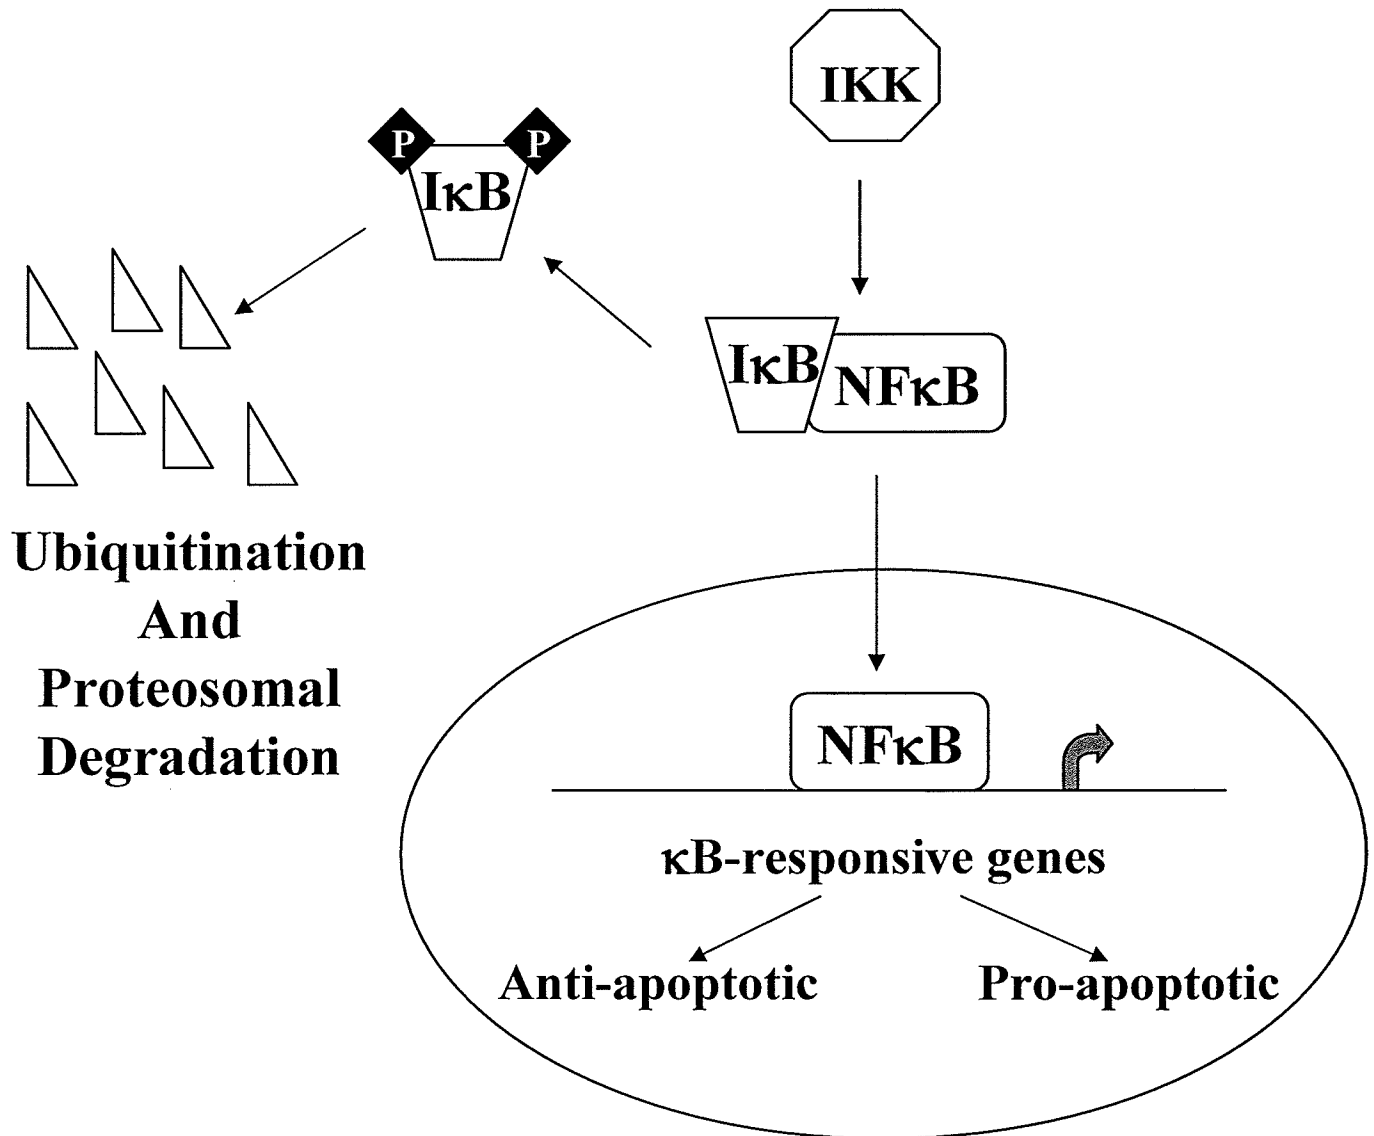 IKK
P
P
IκB
IκB
NFκB
Ubiquitination
And
Proteosomal
Degradation
NFκB
κB-responsive genes
Anti-apoptotic
Pro-apoptotic